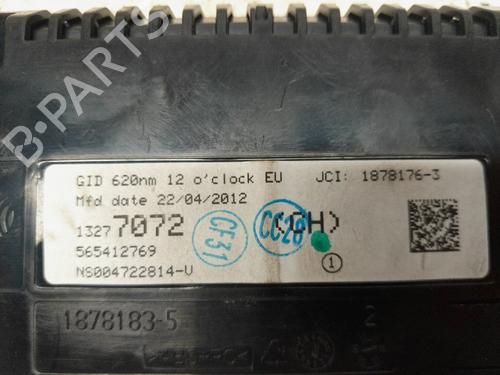 B-PARTS
GID 620nm 12 o'clock EU JCI: 1878176-3
Mfd date 22/04/2012
1327 7072 (CH)
CF31
CC28
565412769
NS004722814-V
1
1878183-5
2